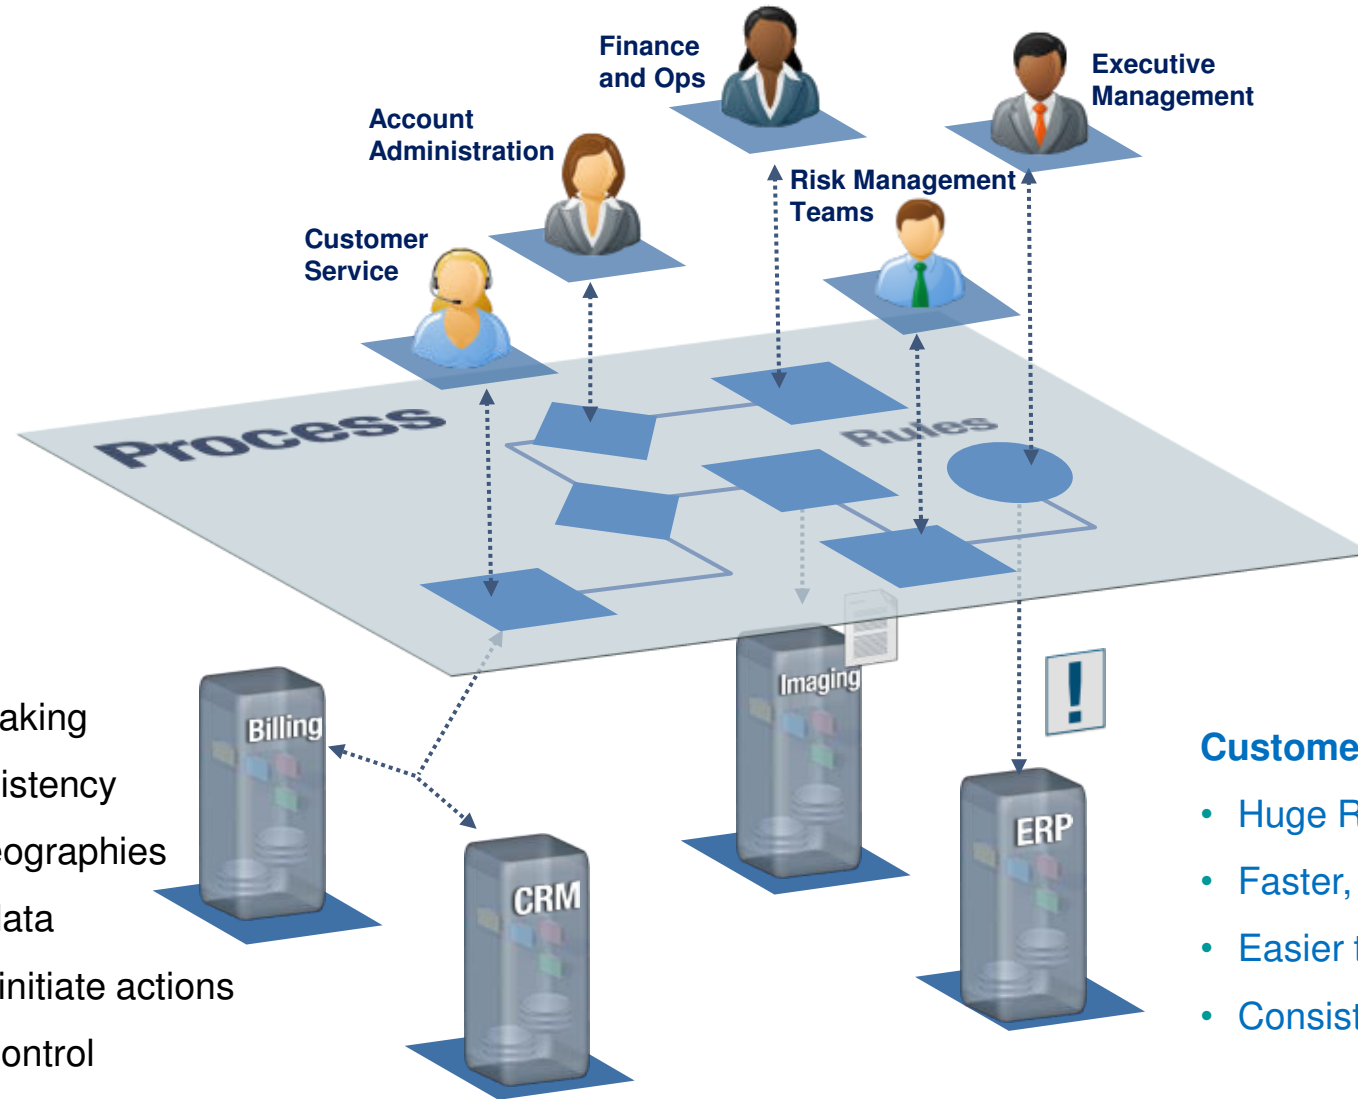 Finance
and Ops
Executive
Management
Account
Administration
Risk Management
Teams
Customer
Service
Process
Rules
Imaging
Billing
aking
istency
eographies
data
initiate actions
ontrol
CRM
ERP
!
Custome
• Huge R
• Faster,
• Easier t
• Consist